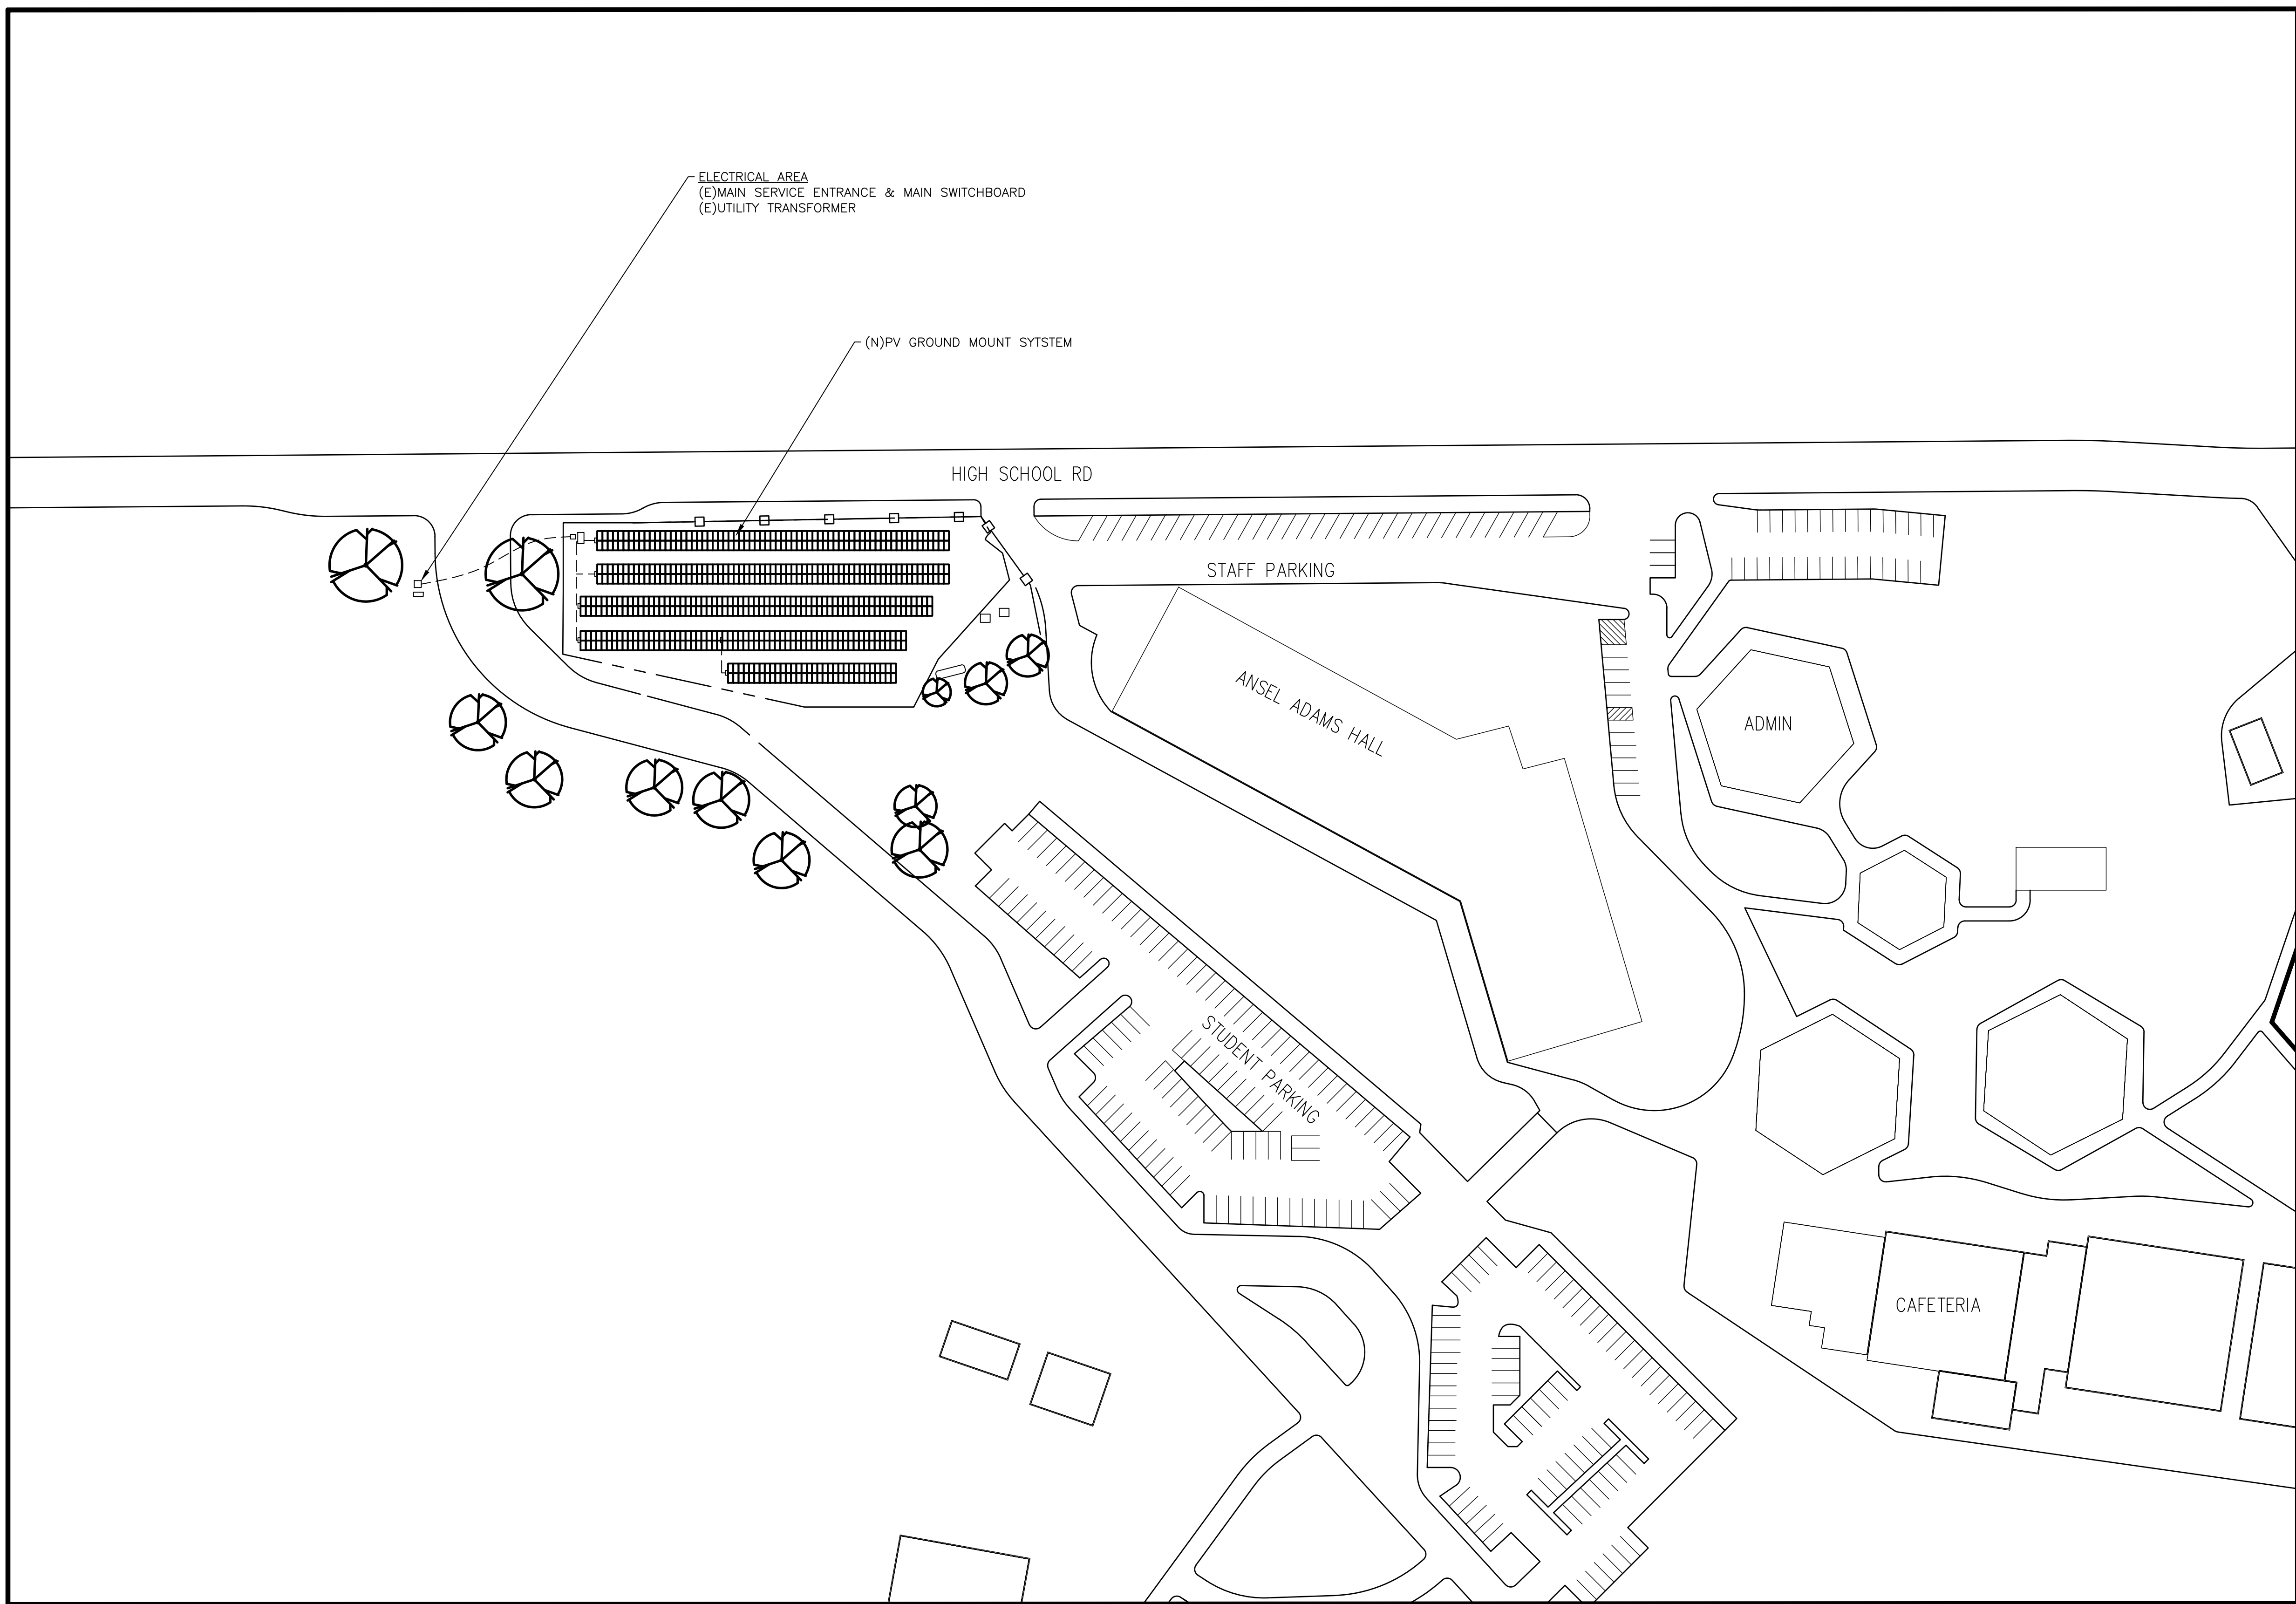 ELECTRICAL AREA
(E)MAIN SERVICE ENTRANCE & MAIN SWITCHBOARD
(E)UTILITY TRANSFORMER
(N)PV GROUND MOUNT SYTSTEM
HIGH SCHOOL RD
STAFF PARKING
ANSEL ADAMS HALL
ADMIN
STUDENT PARKING
CAFETERIA